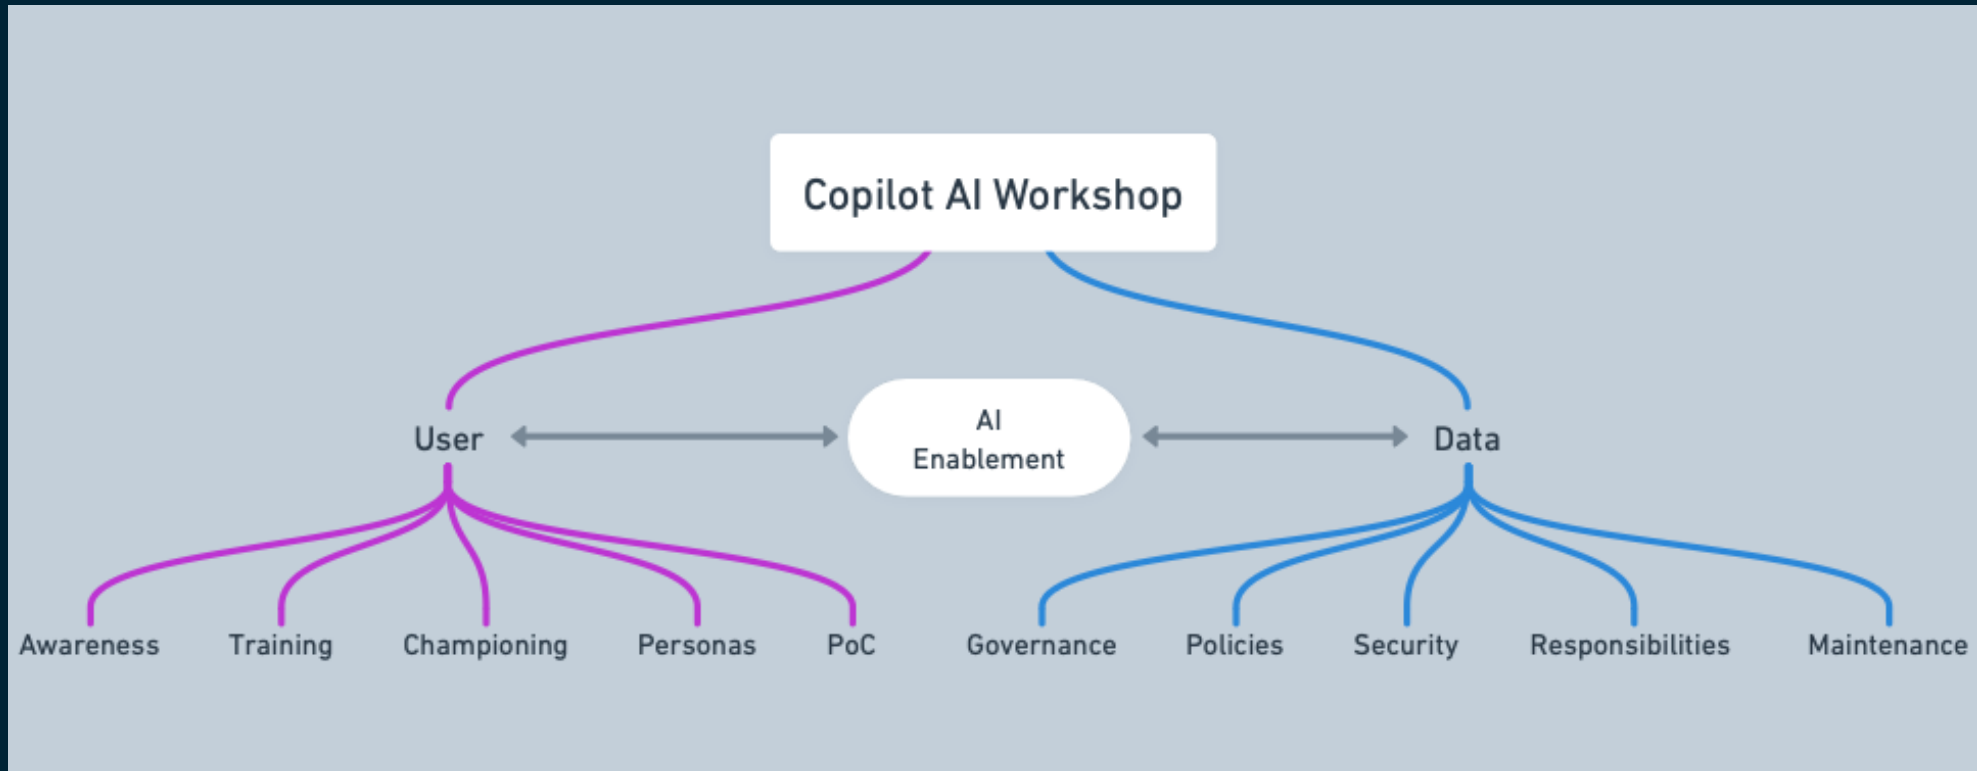 Copilot AI Workshop
User
AI
Enablement
Data
Awareness
Training
Championing
Personas
PoC
Governance
Policies
Security
Responsibilities
Maintenance